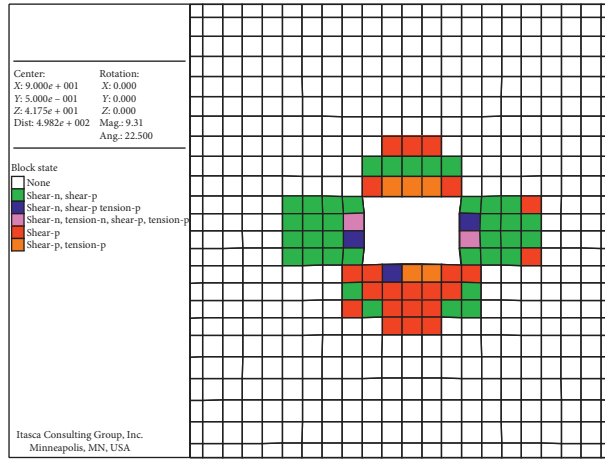 Center: Rotation:
X: 9.000e + 001 X: 0.000
Y: 5.000e – 001 Y: 0.000
Z: 4.175e + 001 Z: 0.000
Dist: 4.982e + 002 Mag.: 9.31
Ang.: 22.500
Block state
None
Shear-n, shear-p
Shear-n, shear-p tension-p
Shear-n, tension-n, shear-p, tension-p
Shear-p
Shear-p, tension-p
Itasca Consulting Group, Inc.
Minneapolis, MN, USA